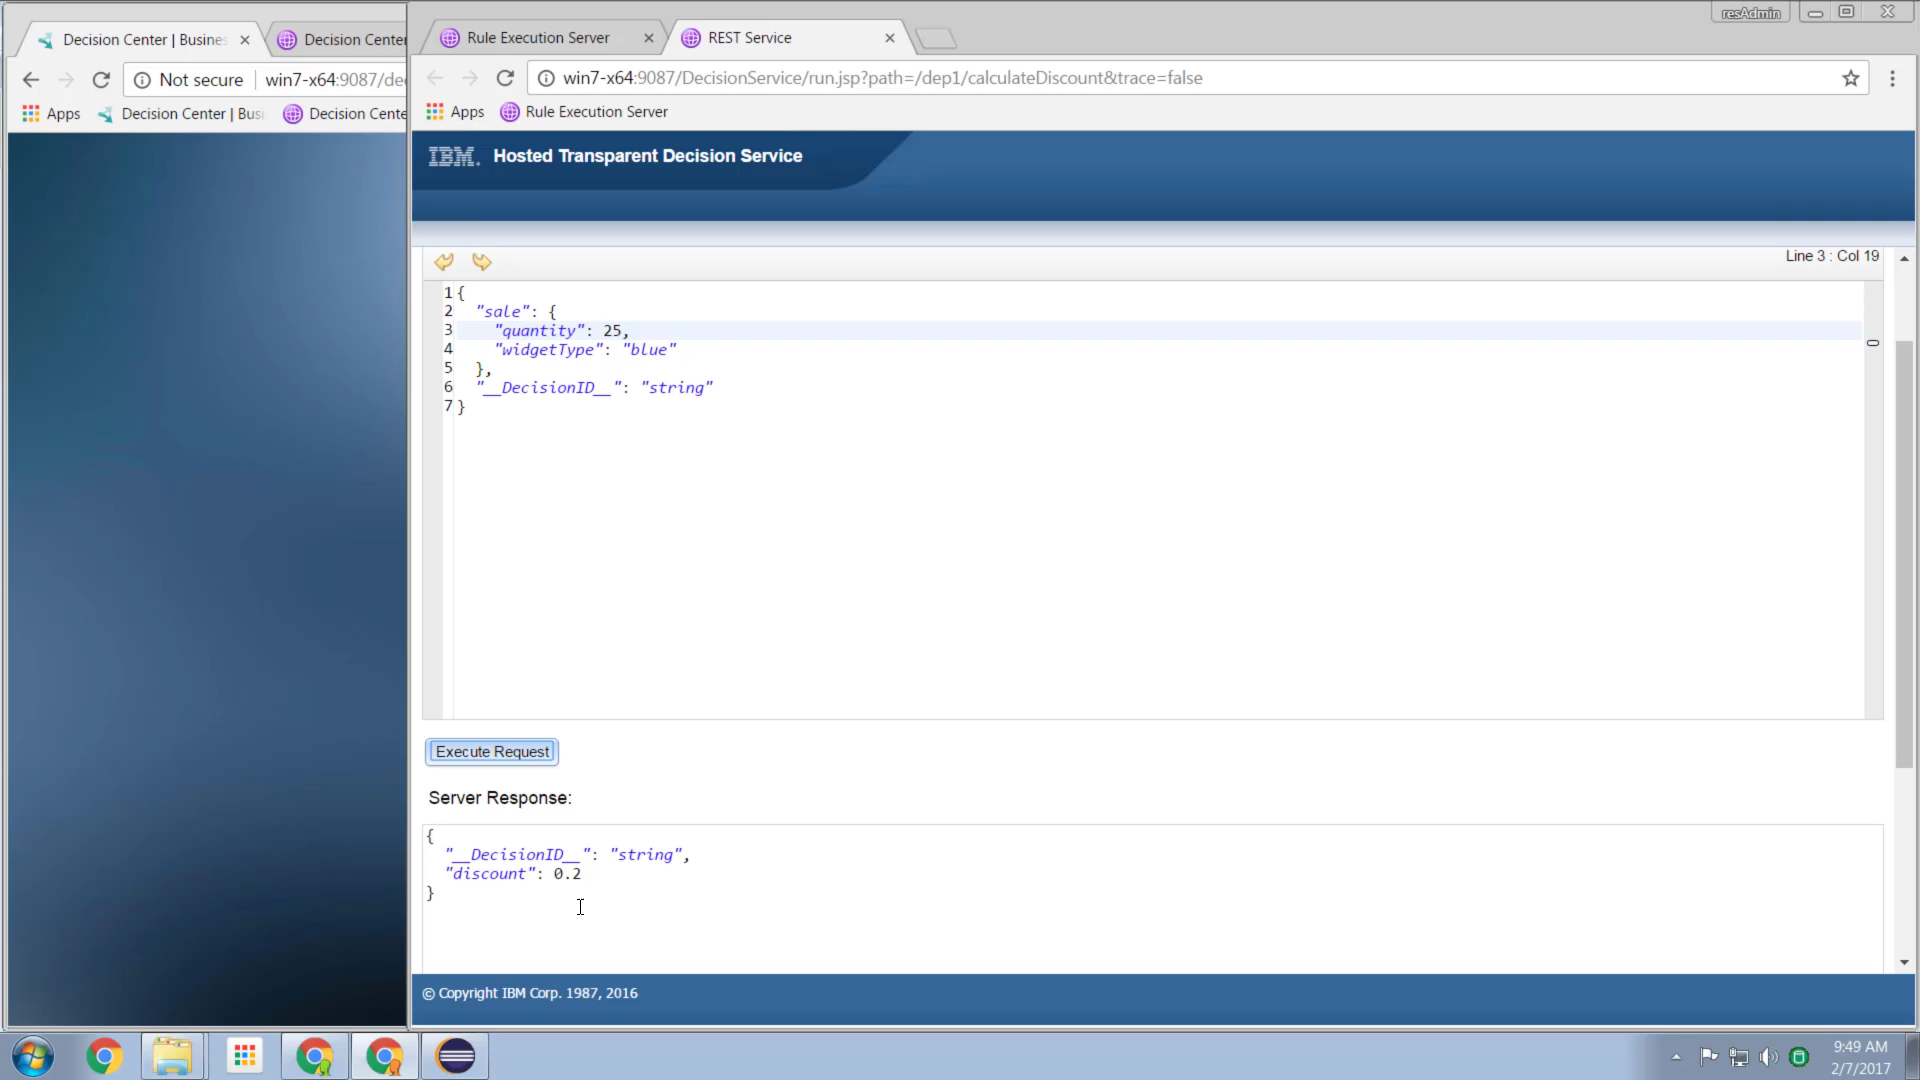 resAdmin
Decision Center | Busines
Decision Center
Rule Execution Server
REST Service
Not secure
win7-x64:9087/dec
win7-x64:9087/DecisionService/run.jsp?path=/dep1/calculateDiscount&trace=false
Apps
Decision Center | Busi
Decision Cente
Apps
Rule Execution Server
IBM. Hosted Transparent Decision Service
Line 3 : Col 19
1 {
2 "sale": {
3 "quantity": 25,
4 "widgetType": "blue"
5 },
6 "__DecisionID__": "string"
7 }
Execute Request
Server Response:
{
"__DecisionID__": "string",
"discount": 0.2
}
© Copyright IBM Corp. 1987, 2016
9:49 AM
2/7/2017